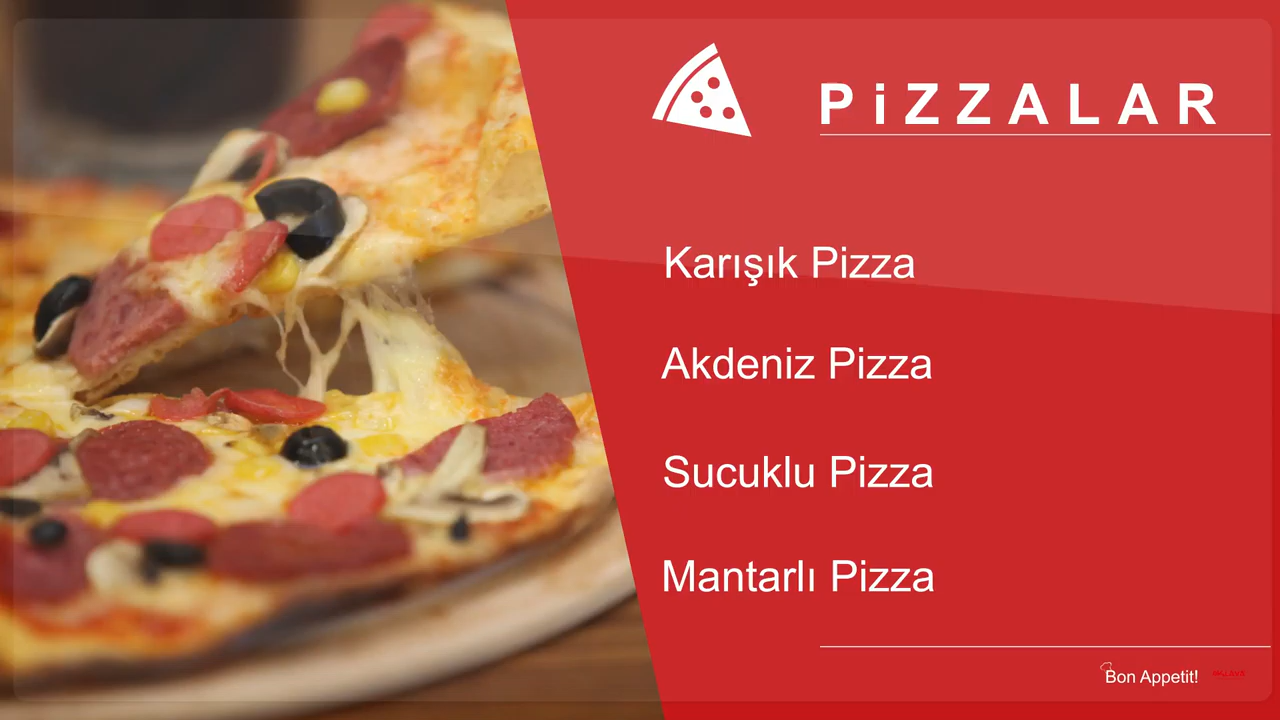 PiZZALAR
Karışık Pizza
Akdeniz Pizza
Sucuklu Pizza
Mantarlı Pizza
Bon Appetit!